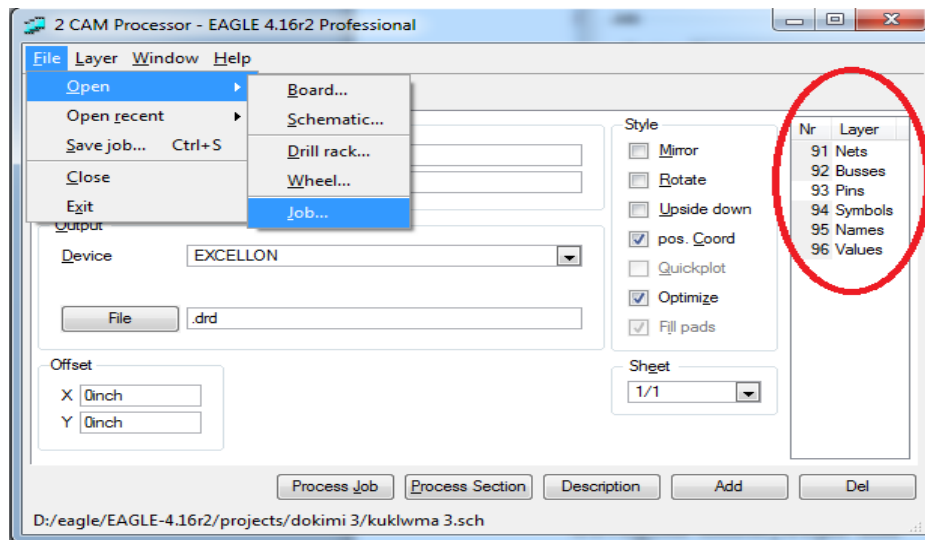 2 CAM Processor - EAGLE 4.16r2 Professional
File Layer Window Help
Open
Open recent
Save job... Ctrl+S
Close
Exit
Board...
Schematic...
Drill rack...
Wheel...
Job...
Output
Device EXCELLON
File .drd
Offset
X 0inch
Y 0inch
Style
Mirror
Rotate
Upside down
pos. Coord
Quickplot
Optimize
Fill pads
Sheet
1/1
Nr Layer
91 Nets
92 Busses
93 Pins
94 Symbols
95 Names
96 Values
Process Job Process Section Description Add Del
D:/eagle/EAGLE-4.16r2/projects/dokimi 3/kuklwma 3.sch